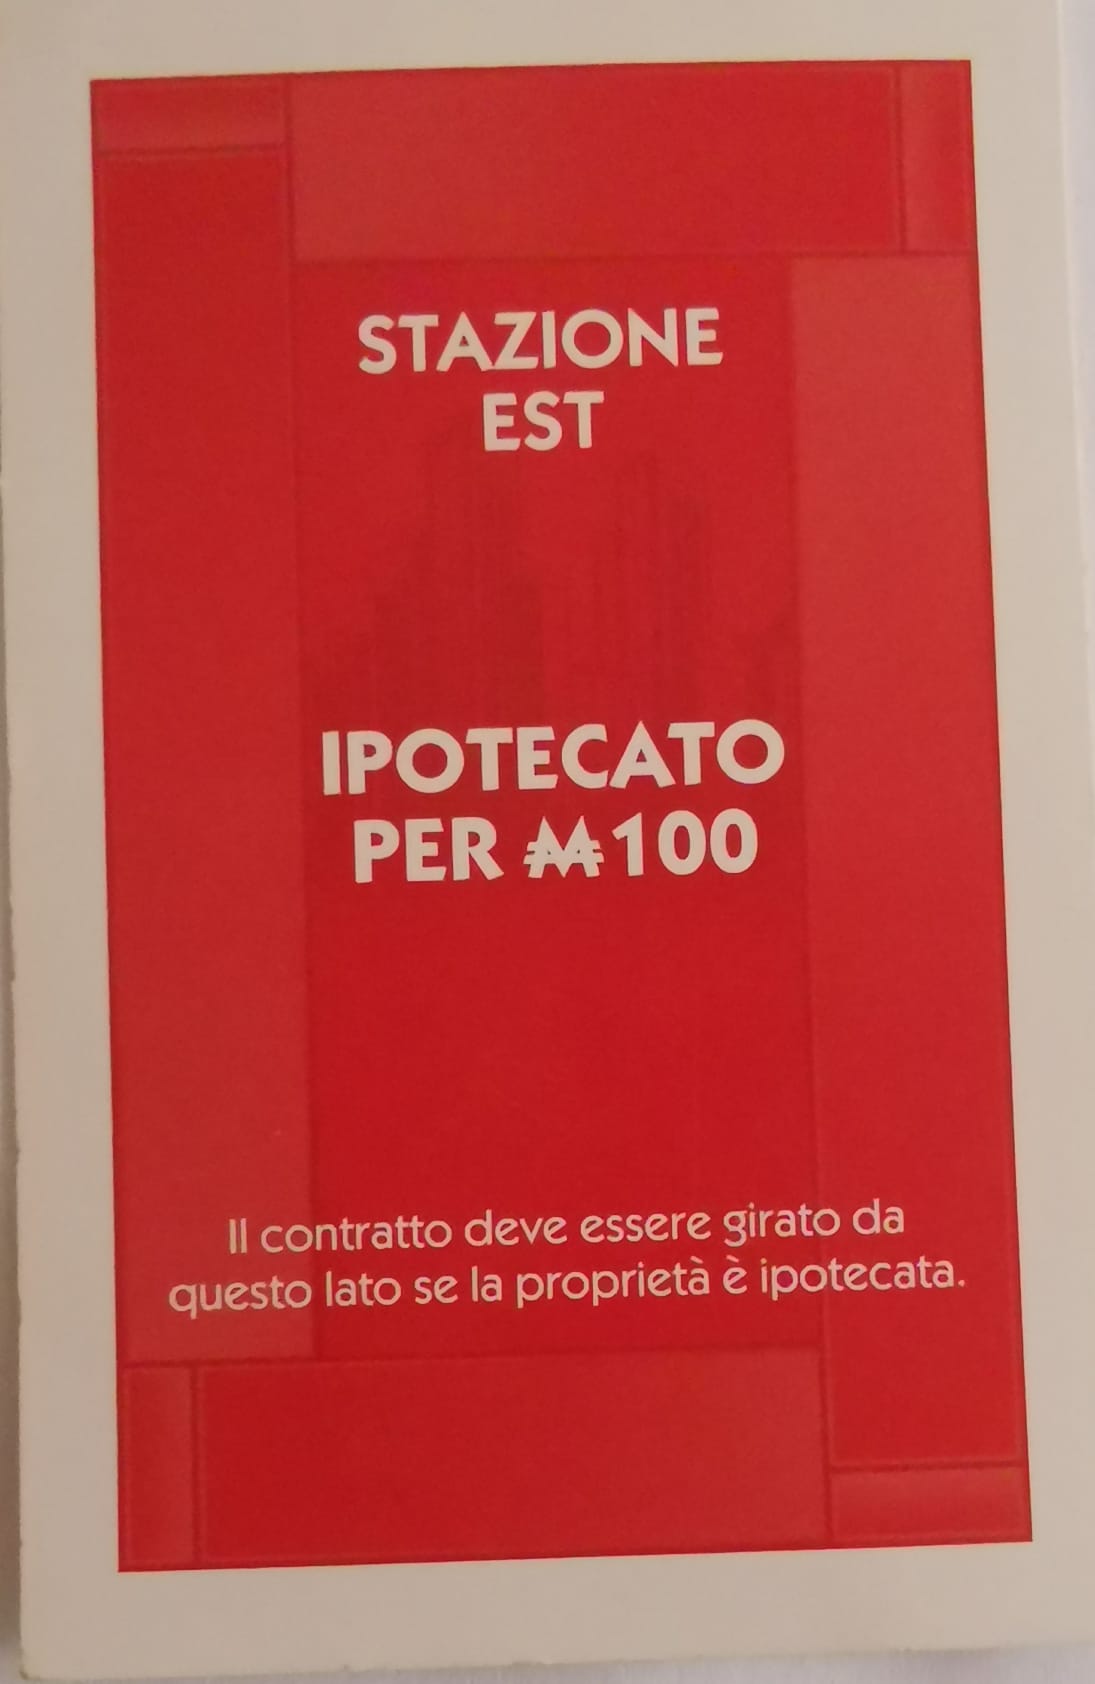 STAZIONE
EST
IPOTECATO
PER ₩100
Il contratto deve essere girato da
questo lato se la proprietà è ipotecata.